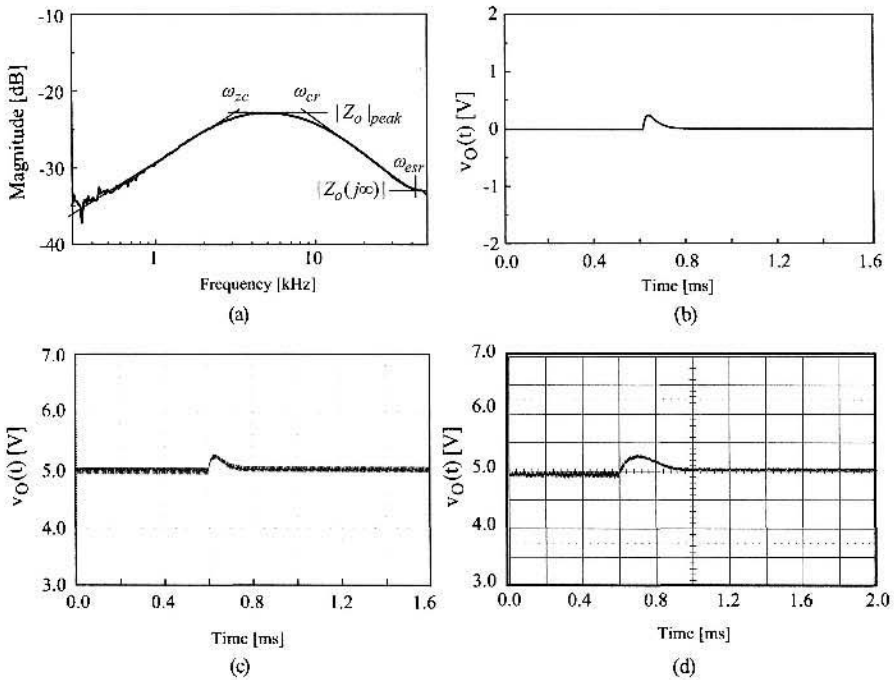 -10
-20
-30
-40
Magnitude [dB]
ω_zc
ω_cr
|Z_o|_peak
ω_esr
|Z_o(j∞)|
1
10
Frequency [kHz]
(a)
2
1
0
-1
-2
v_O(t) [V]
0.0 0.4 0.8 1.2 1.6
Time [ms]
(b)
7.0
6.0
5.0
4.0
3.0
v_O(t) [V]
0.0 0.4 0.8 1.2 1.6
Time [ms]
(c)
7.0
6.0
5.0
4.0
3.0
v_O(t) [V]
0.0 0.4 0.8 1.2 1.6 2.0
Time [ms]
(d)